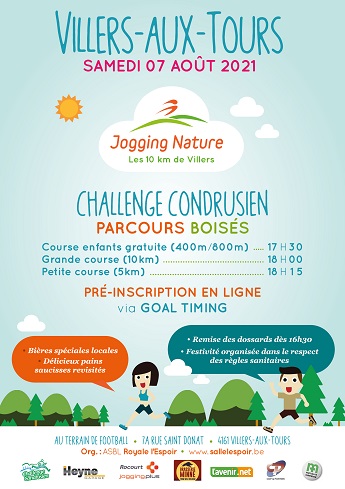 VILLERS-AUX-TOURS
SAMEDI 07 AOÛT 2021
Jogging Nature
Les 10 km de Villers
CHALLENGE CONDRUSIEN
PARCOURS BOISÉS
Course enfants gratuite (400m/800m) ..... 17 H 30
Grande course (10km) ..... 18 H 00
Petite course (5km) ..... 18 H 15
PRÉ-INSCRIPTION EN LIGNE
via GOAL TIMING
• Bières spéciales locales
• Délicieux pains
saucisses revisités
• Remise des dossards dès 16h30
• Festivité organisée dans le respect
des règles sanitaires
AU TERRAIN DE FOOTBALL • 7A RUE SAINT DONAT • 4161 VILLERS-AUX-TOURS
Org : ASBL Royale l'Espoir • www.sallelespoir.be
Heyne
Rocourt
joggingplus
MINNE
tavenir.net